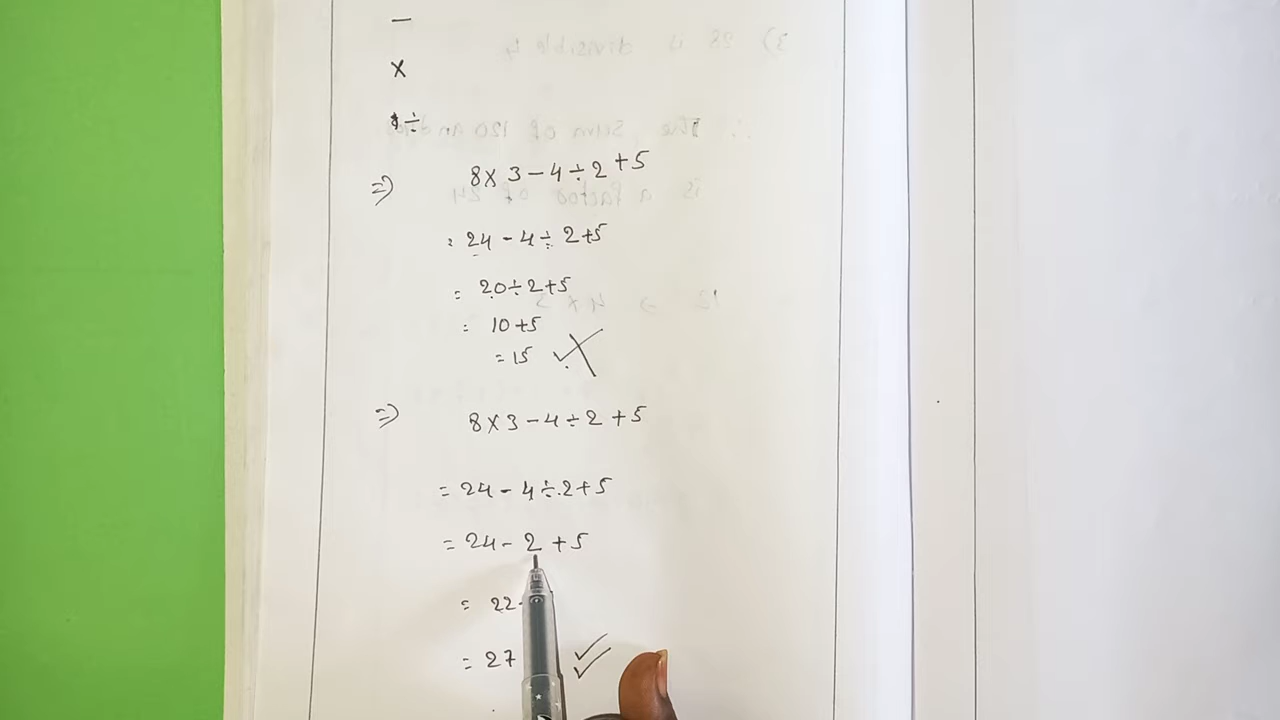 −
×
÷
⇒ 8 × 3 − 4 ÷ 2 + 5
= 24 − 4 ÷ 2 + 5
= 20 ÷ 2 + 5
= 10 + 5
= 15
⇒ 8 × 3 − 4 ÷ 2 + 5
= 24 − 4 ÷ 2 + 5
= 24 − 2 + 5
= 22
= 27